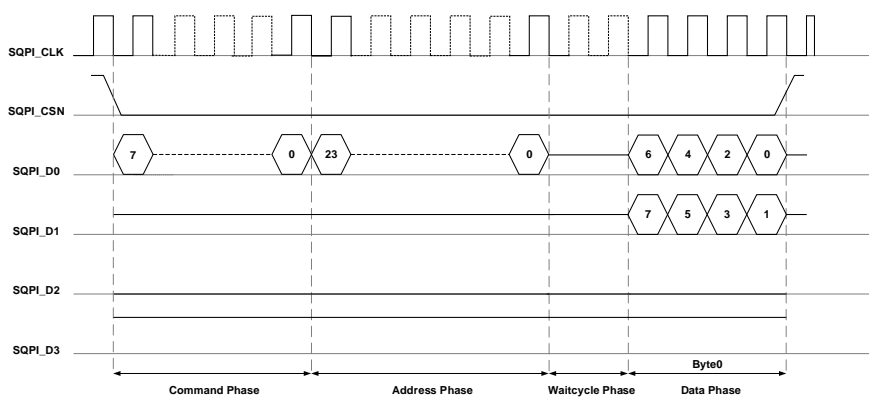 SQPI_CLK
SQPI_CSN
7 0 23 0 6 4 2 0
SQPI_D0
7 5 3 1
SQPI_D1
SQPI_D2
SQPI_D3
Byte0
Command Phase Address Phase Waitcycle Phase Data Phase